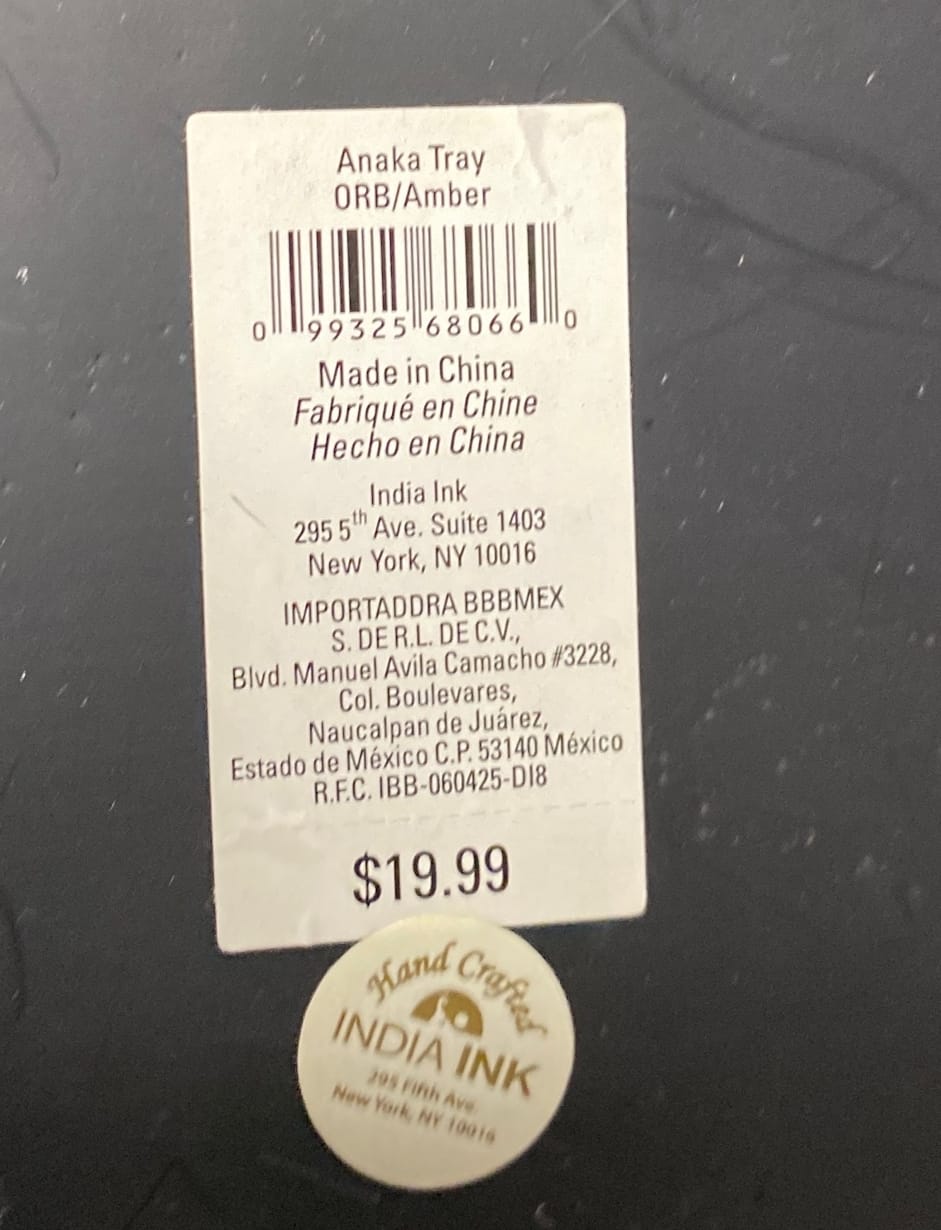 Anaka Tray
ORB/Amber
0 99325 68066 0
Made in China
Fabriqué en Chine
Hecho en China
India Ink
295 5th Ave. Suite 1403
New York, NY 10016
IMPORTADDRA BBBMEX
S. DE R.L. DE C.V.,
Blvd. Manuel Avila Camacho #3228,
Col. Boulevares,
Naucalpan de Juárez,
Estado de México C.P. 53140 México
R.F.C. IBB-060425-DI8
$19.99
Hand Crafted
INDIA INK
295 Fifth Ave.
New York, NY 10016